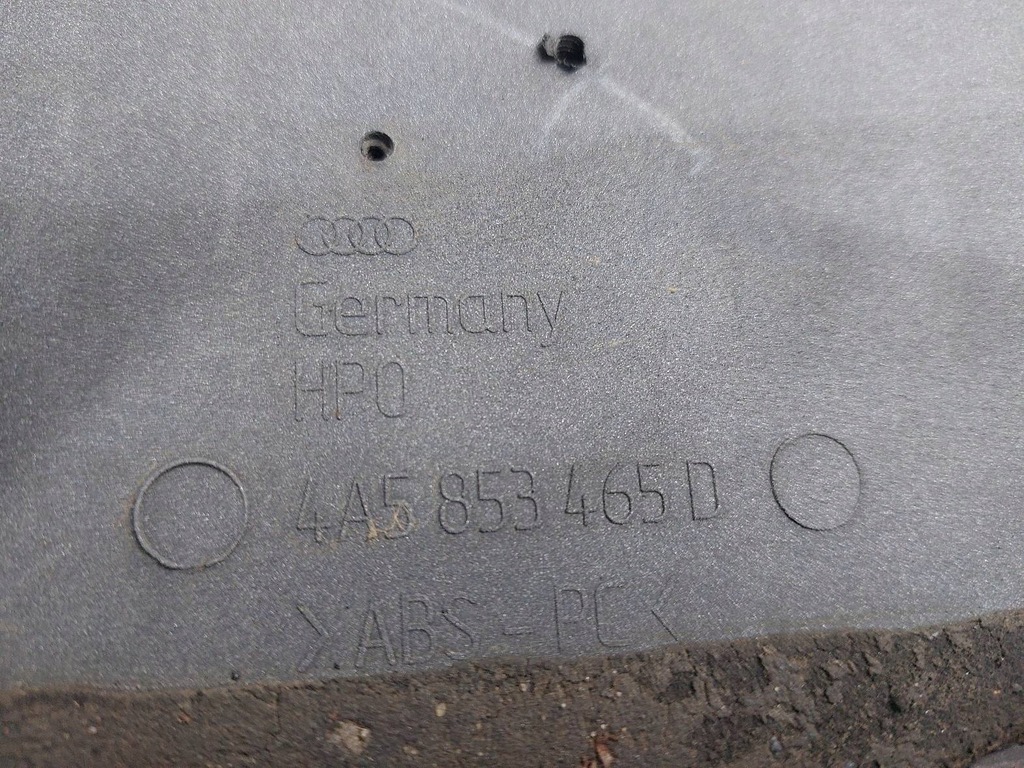 Germany
HPO
4A5 853 465 D
>ABS-PC<